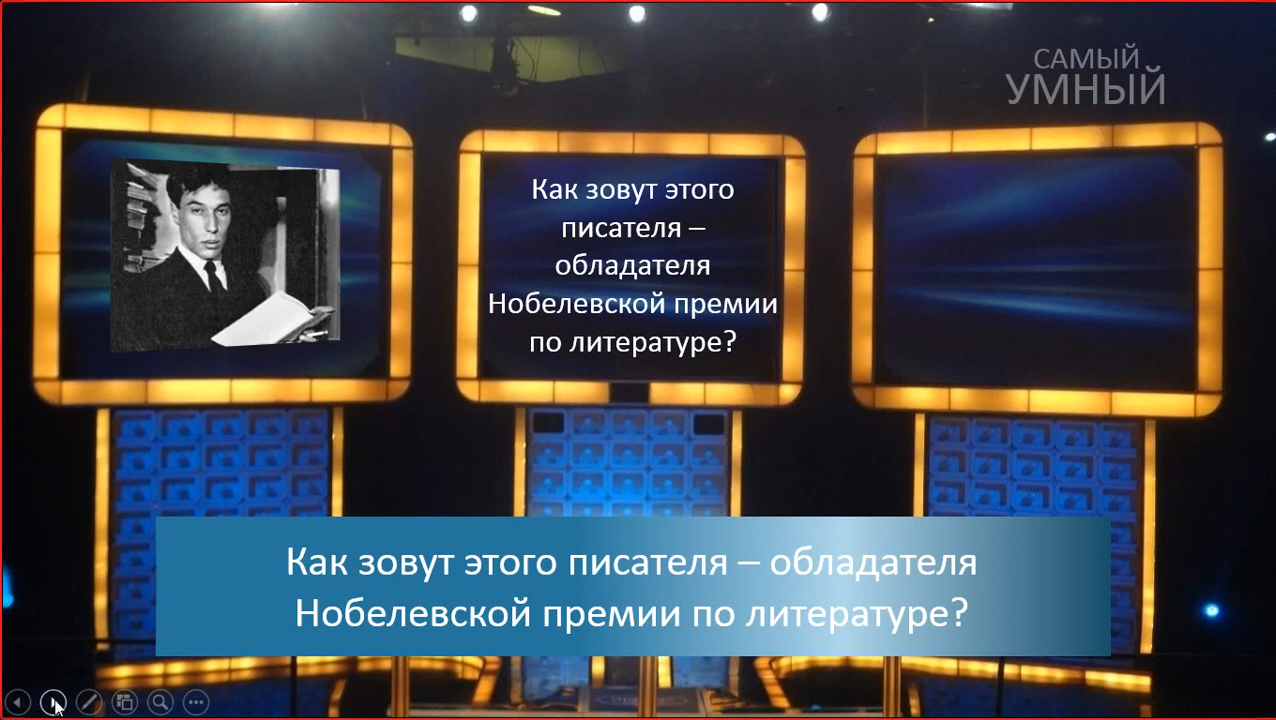 САМЫЙ
УМНЫЙ
Как зовут этого
писателя –
обладателя
Нобелевской премии
по литературе?
Как зовут этого писателя – обладателя
Нобелевской премии по литературе?